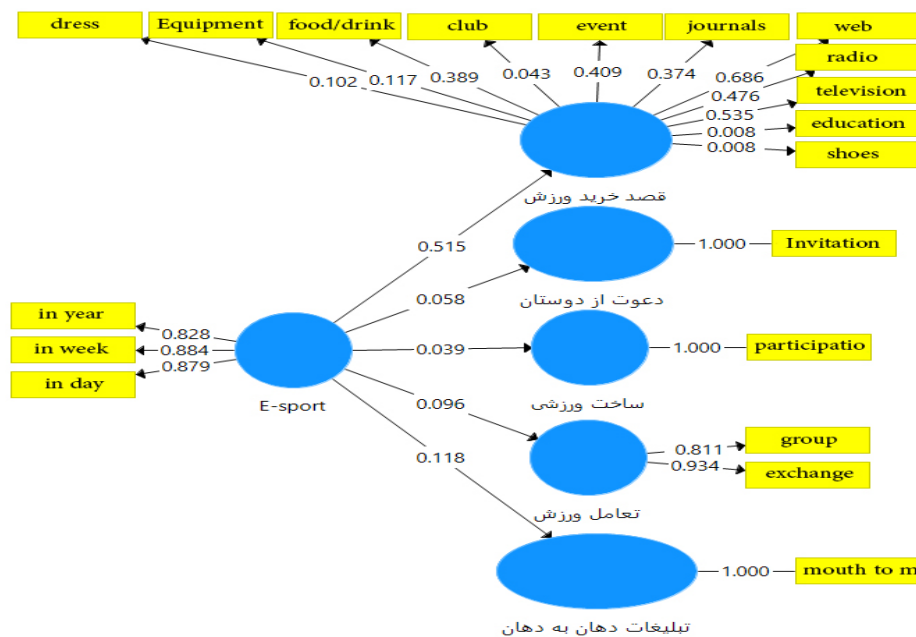 dress
Equipment
food/drink
club
event
journals
web
radio
television
education
shoes
0.102
0.117
0.389
0.043
0.409
0.374
0.686
0.476
0.535
0.008
0.008
قصد خرید ورزش
0.515
Invitation
1.000
0.058
دعوت از دوستان
in year
in week
in day
0.828
0.884
0.879
E-sport
0.039
1.000
participatio
ساخت ورزشی
0.096
0.811
0.934
group
exchange
تعامل ورزش
0.118
1.000
mouth to m
تبلیغات دهان به دهان